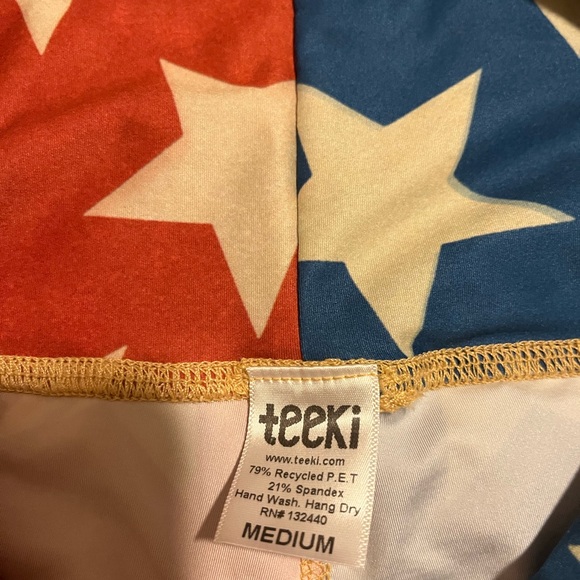 teeki
www.teeki.com
79% Recycled P.E.T
21% Spandex
Hand Wash. Hang Dry
RN# 132440
MEDIUM